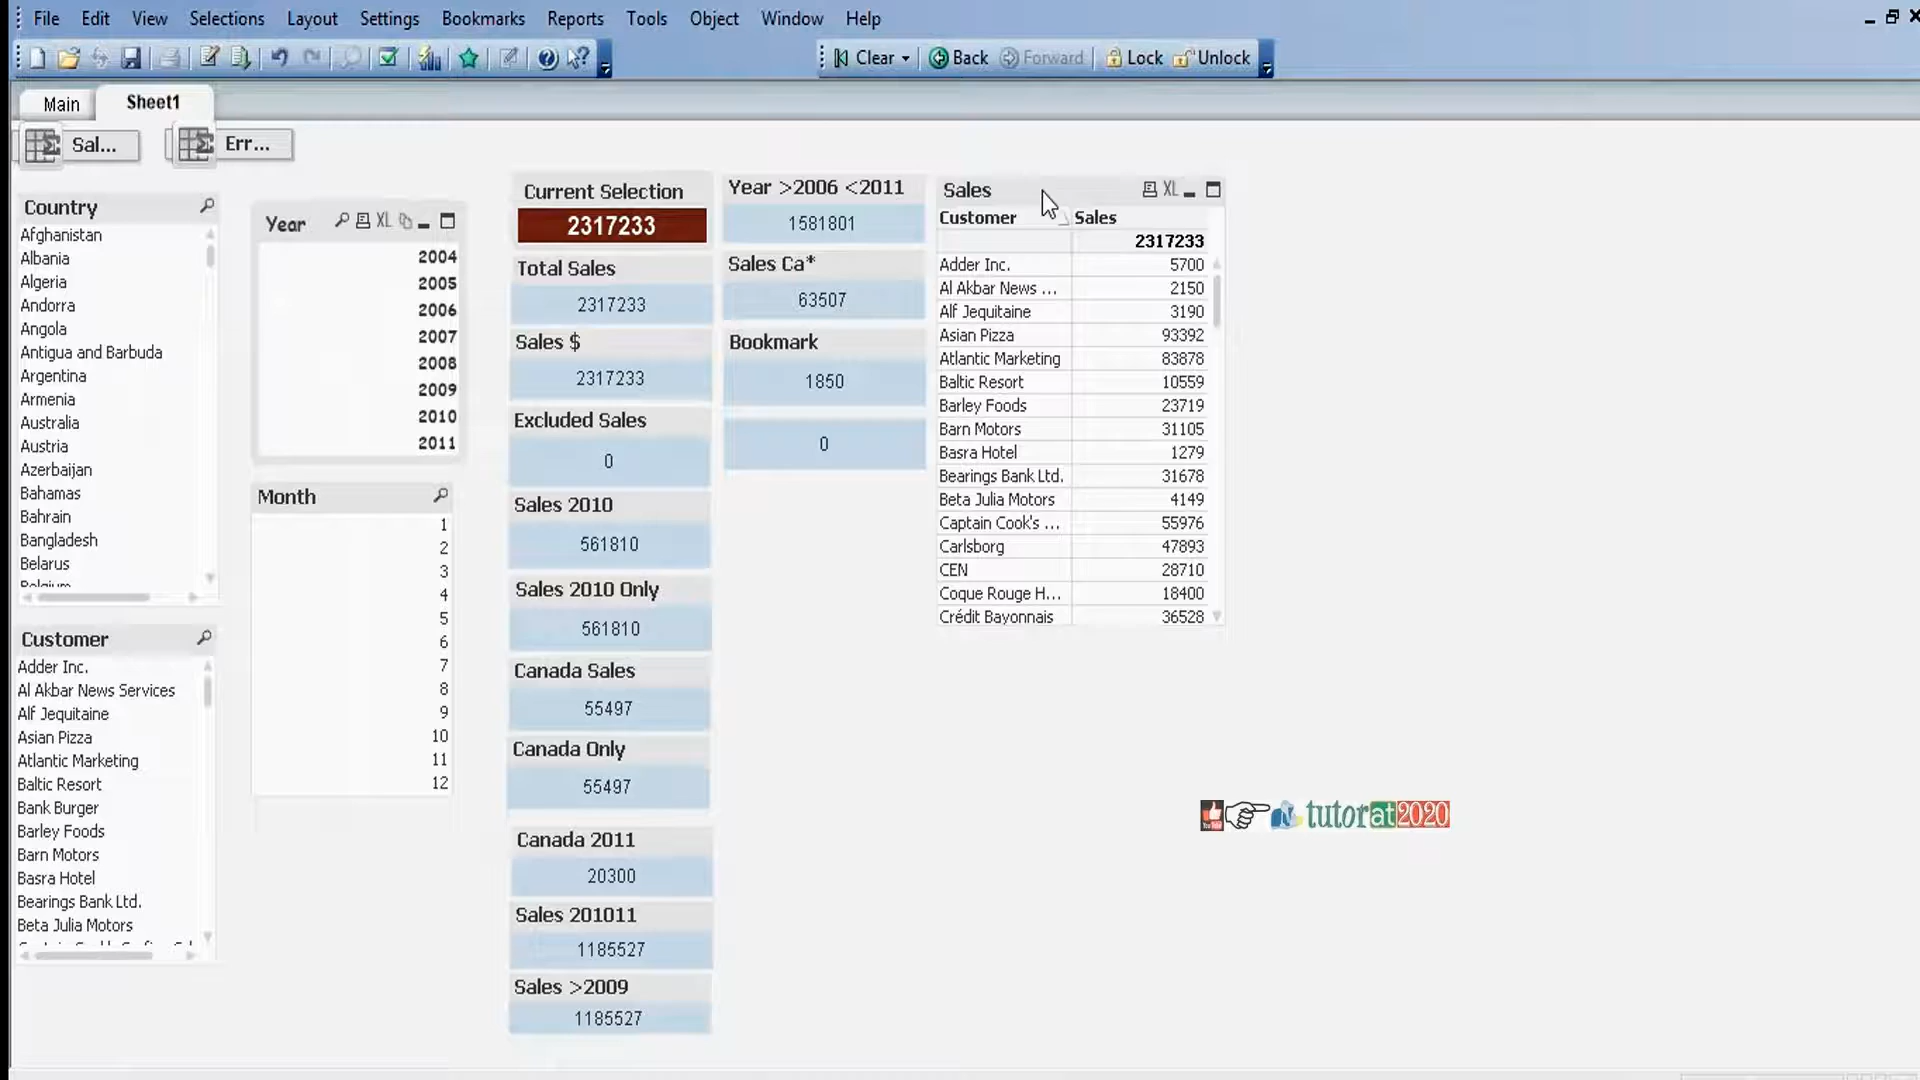 File Edit View Selections Layout Settings Bookmarks Reports Tools Object Window Help
Clear Back Forward Lock Unlock
Main Sheet1
Sal... Err...
Country
Afghanistan
Albania
Algeria
Andorra
Angola
Antigua and Barbuda
Argentina
Armenia
Australia
Austria
Azerbaijan
Bahamas
Bahrain
Bangladesh
Belarus
Belgium
Customer
Adder Inc.
Al Akbar News Services
Alf Jequitaine
Asian Pizza
Atlantic Marketing
Baltic Resort
Bank Burger
Barley Foods
Barn Motors
Basra Hotel
Bearings Bank Ltd.
Beta Julia Motors
Year XL
2004
2005
2006
2007
2008
2009
2010
2011
Month
1
2
3
4
5
6
7
8
9
10
11
12
Current Selection
2317233
Total Sales
2317233
Sales $
2317233
Excluded Sales
0
Sales 2010
561810
Sales 2010 Only
561810
Canada Sales
55497
Canada Only
55497
Canada 2011
20300
Sales 201011
1185527
Sales >2009
1185527
Year >2006 <2011
1581801
Sales Ca*
63507
Bookmark
1850
0
Sales XL
Customer Sales
2317233
Adder Inc. 5700
Al Akbar News ... 2150
Alf Jequitaine 3190
Asian Pizza 93392
Atlantic Marketing 83878
Baltic Resort 10559
Barley Foods 23719
Barn Motors 31105
Basra Hotel 1279
Bearings Bank Ltd. 31678
Beta Julia Motors 4149
Captain Cook's ... 55976
Carlsborg 47893
CEN 28710
Coque Rouge H... 18400
Crédit Bayonnais 36528
tutorat2020